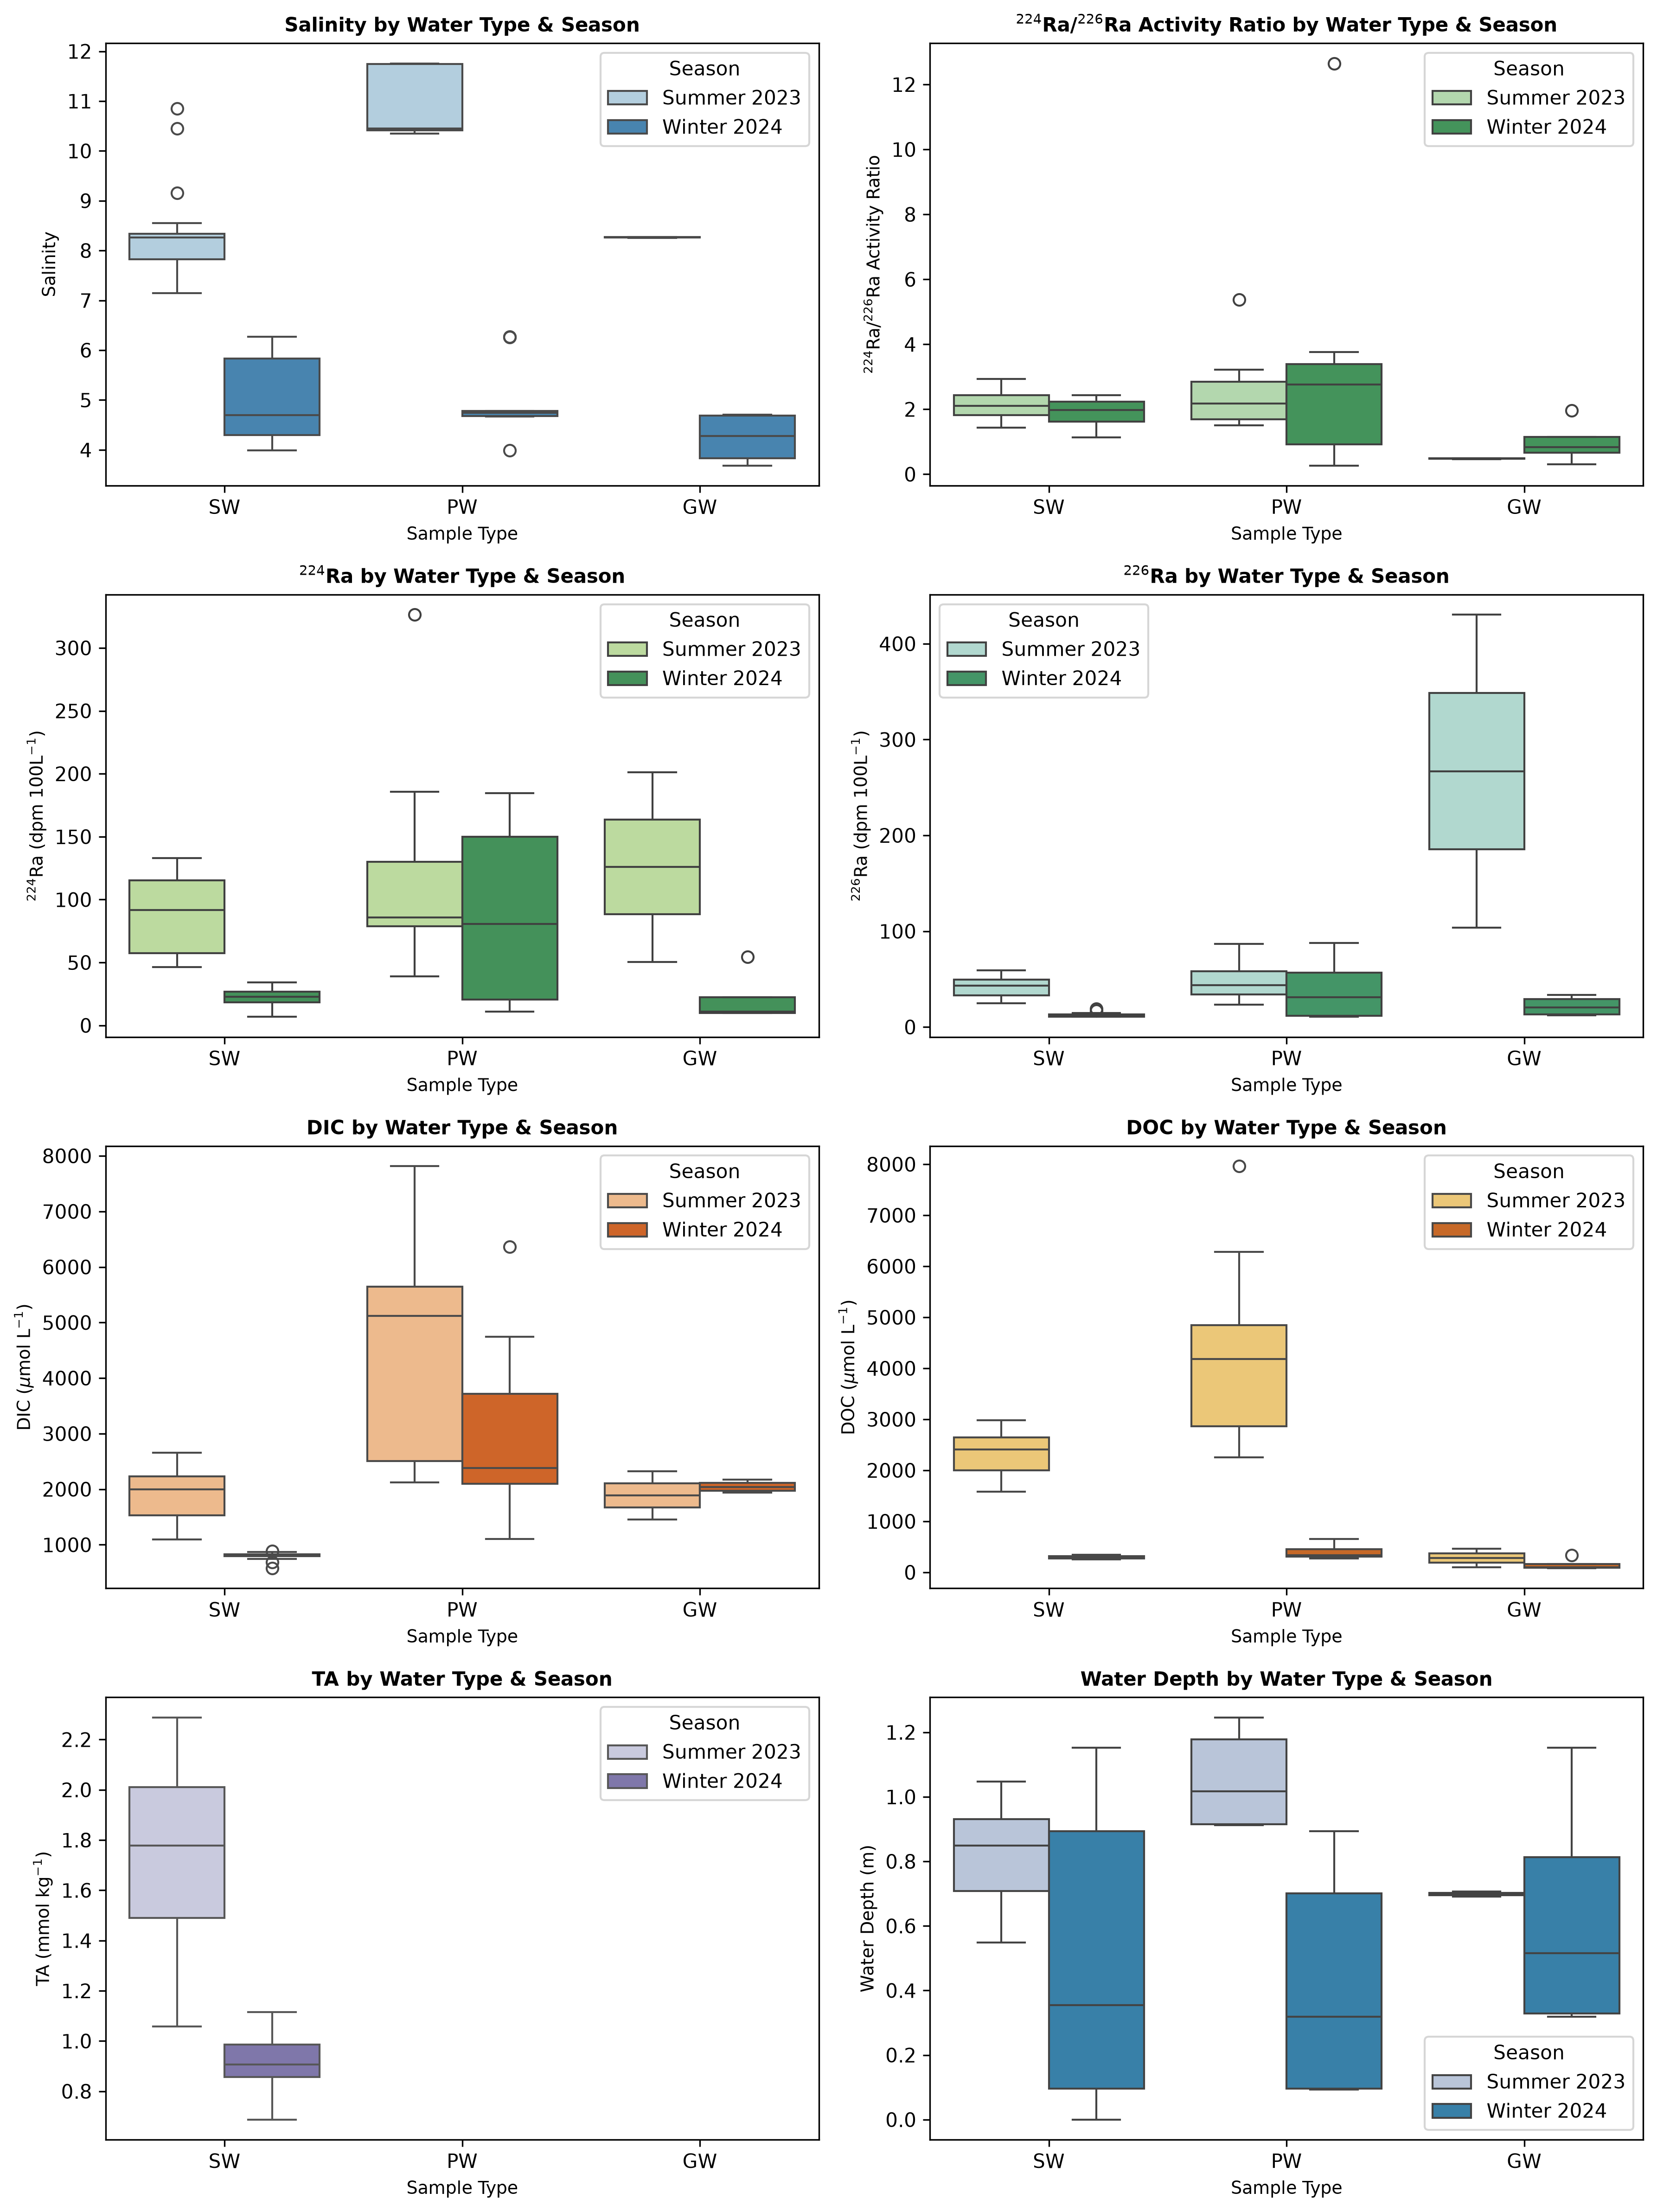 Salinity by Water Type & Season
Salinity
12
11
10
9
8
7
6
5
4
Season
Summer 2023
Winter 2024
SW PW GW
Sample Type
²²⁴Ra/²²⁶Ra Activity Ratio by Water Type & Season
²²⁴Ra/²²⁶Ra Activity Ratio
12
10
8
6
4
2
0
Season
Summer 2023
Winter 2024
SW PW GW
Sample Type
²²⁴Ra by Water Type & Season
²²⁴Ra (dpm 100L⁻¹)
300
250
200
150
100
50
0
Season
Summer 2023
Winter 2024
SW PW GW
Sample Type
²²⁶Ra by Water Type & Season
²²⁶Ra (dpm 100L⁻¹)
400
300
200
100
0
Season
Summer 2023
Winter 2024
SW PW GW
Sample Type
DIC by Water Type & Season
DIC (μmol L⁻¹)
8000
7000
6000
5000
4000
3000
2000
1000
Season
Summer 2023
Winter 2024
SW PW GW
Sample Type
DOC by Water Type & Season
DOC (μmol L⁻¹)
8000
7000
6000
5000
4000
3000
2000
1000
0
Season
Summer 2023
Winter 2024
SW PW GW
Sample Type
TA by Water Type & Season
TA (mmol kg⁻¹)
2.2
2.0
1.8
1.6
1.4
1.2
1.0
0.8
Season
Summer 2023
Winter 2024
SW PW GW
Sample Type
Water Depth by Water Type & Season
Water Depth (m)
1.2
1.0
0.8
0.6
0.4
0.2
0.0
Season
Summer 2023
Winter 2024
SW PW GW
Sample Type